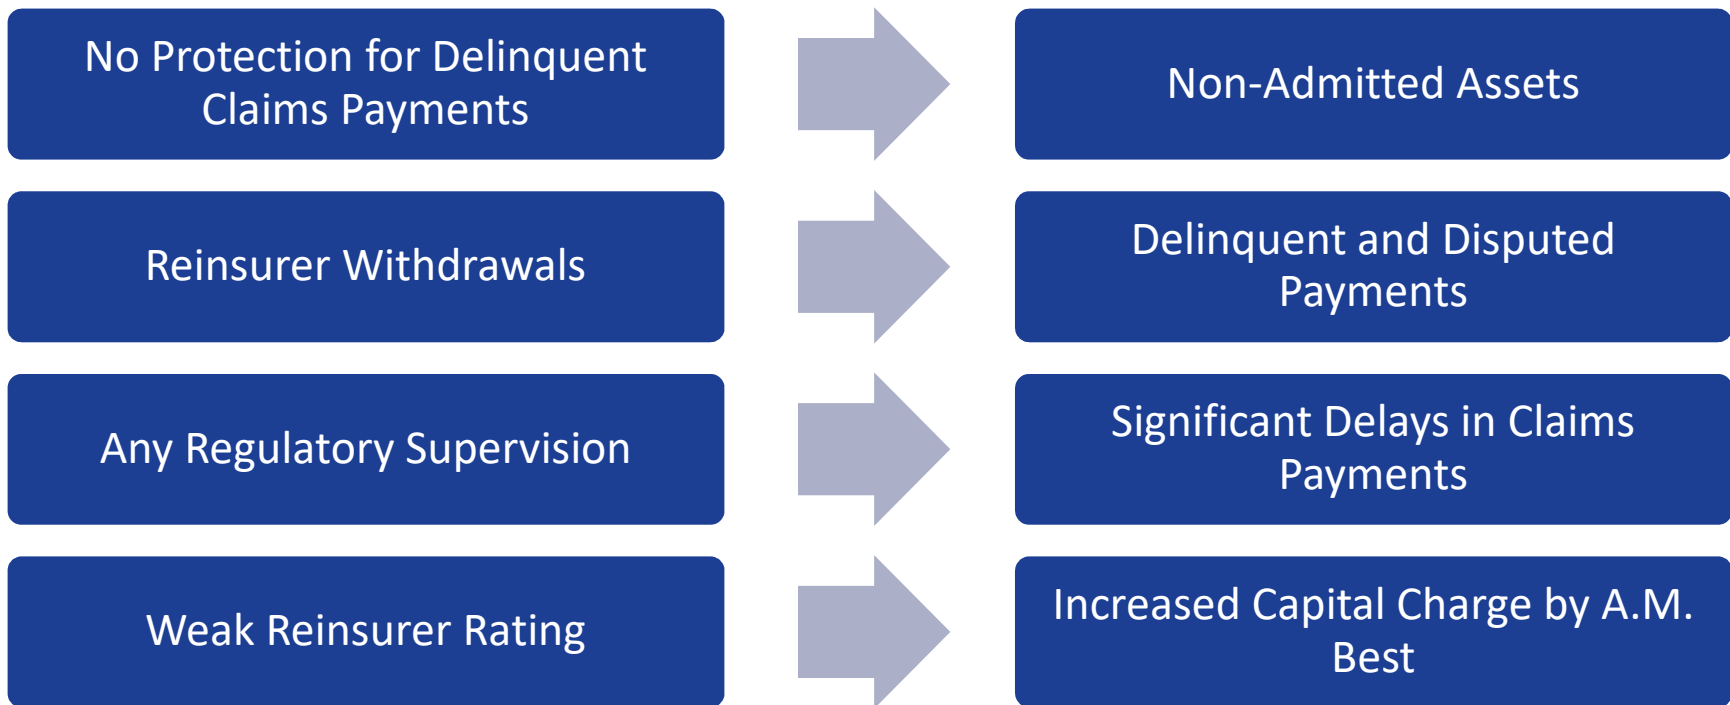 No Protection for Delinquent
Claims Payments
Non-Admitted Assets
Reinsurer Withdrawals
Delinquent and Disputed
Payments
Any Regulatory Supervision
Significant Delays in Claims
Payments
Weak Reinsurer Rating
Increased Capital Charge by A.M.
Best